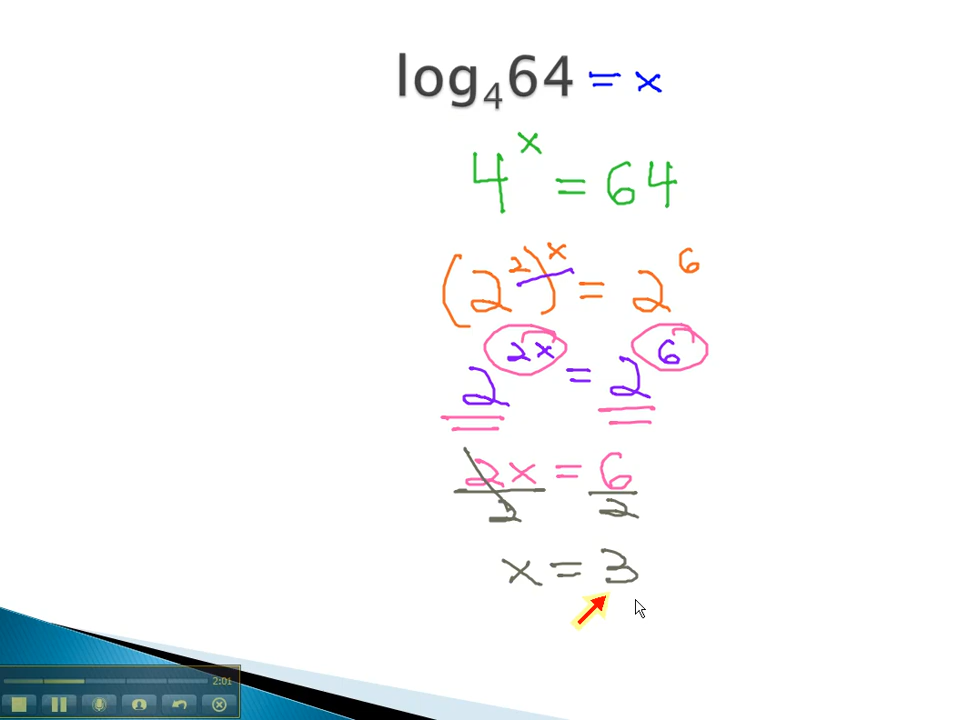 log₄64 = x
4ˣ = 64
(2²)ˣ = 2⁶
2²ˣ = 2⁶
2x = 6
2 2
x = 3
2:01